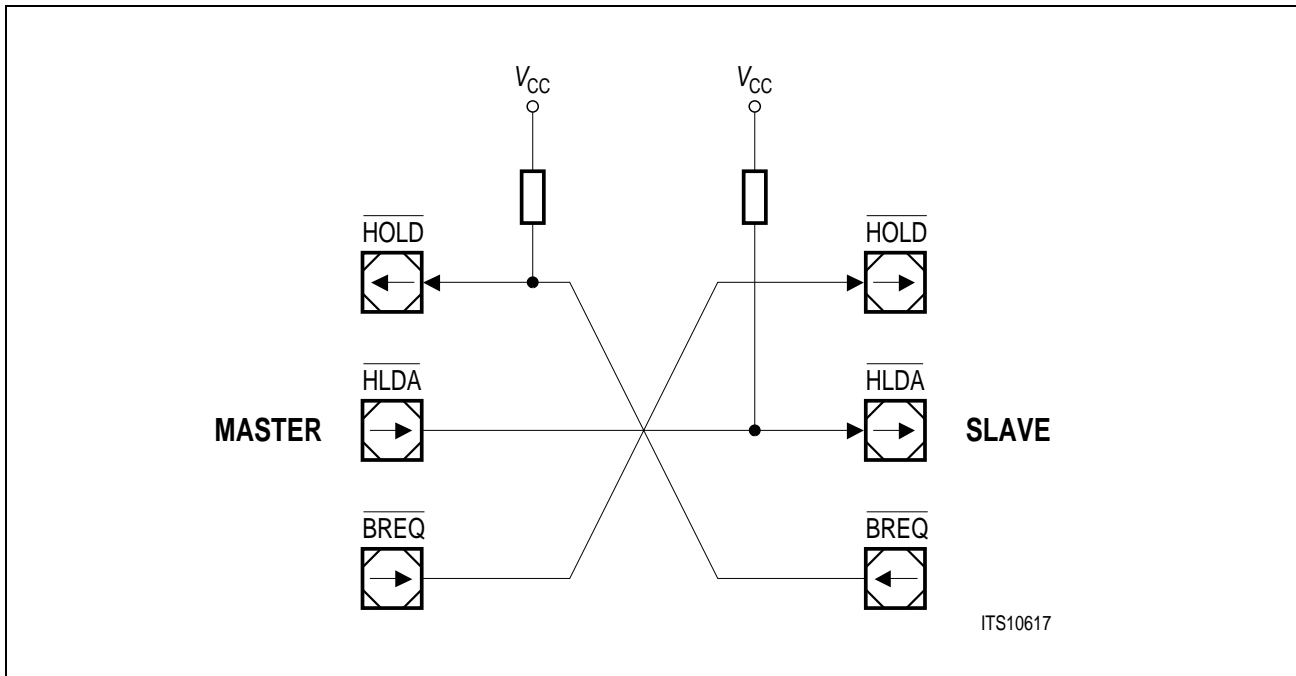 VCC VCC
HOLD HOLD
HLDA HLDA
MASTER SLAVE
BREQ BREQ
ITS10617